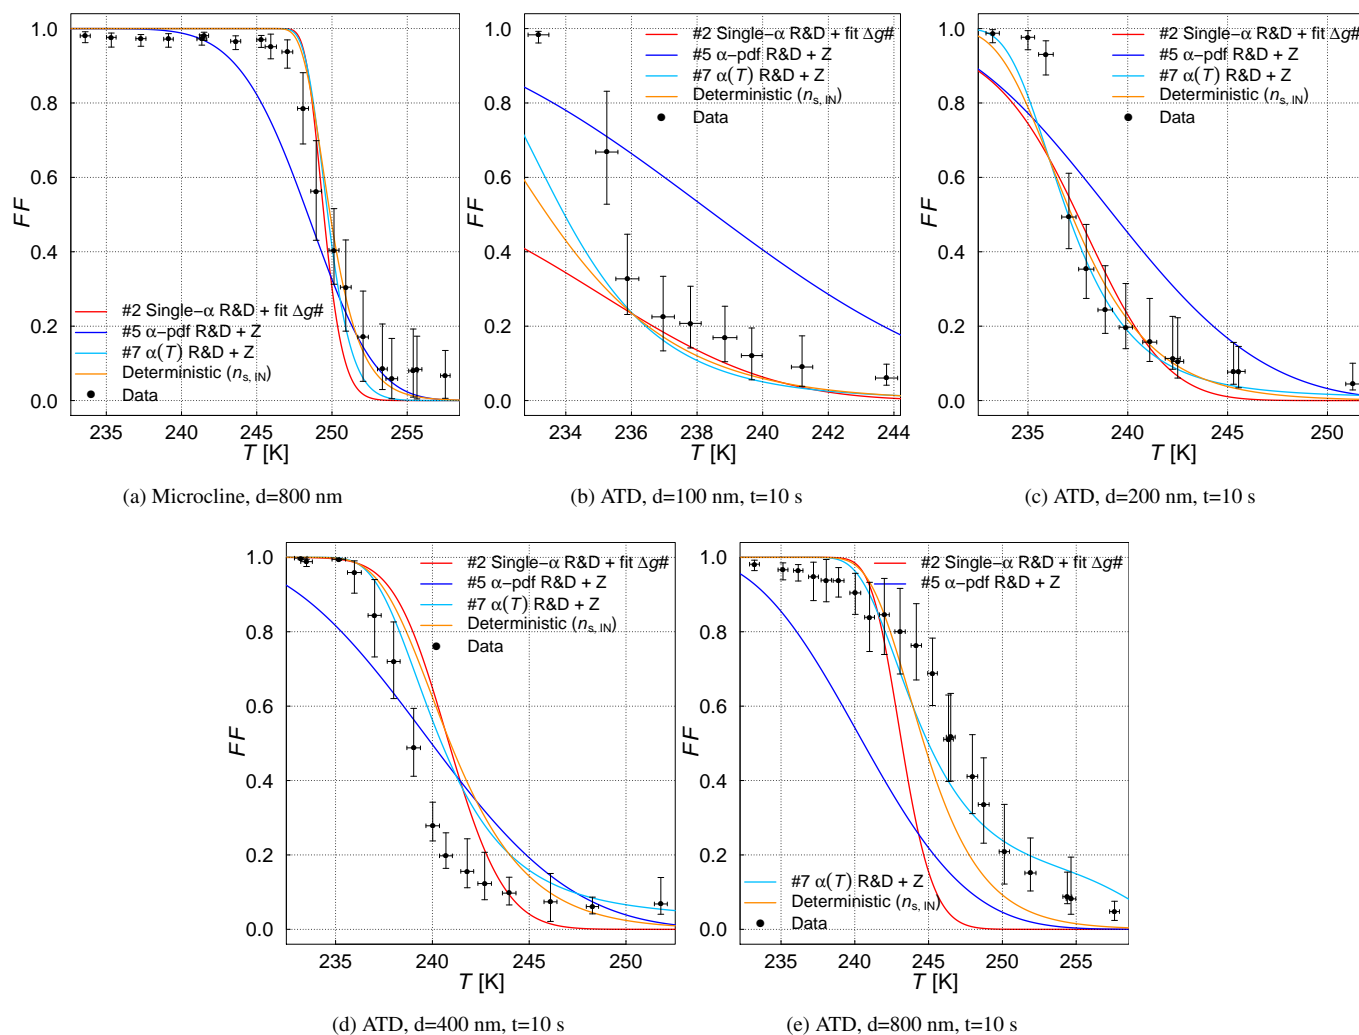 1.0
0.8
0.6
0.4
0.2
0.0
FF
#2 Single−α R&D + fit Δg#
#5 α−pdf R&D + Z
#7 α(T) R&D + Z
Deterministic (ns, IN)
Data
235 240 245 250 255
T [K]
(a) Microcline, d=800 nm
1.0
0.8
0.6
0.4
0.2
0.0
FF
#2 Single−α R&D + fit Δg#
#5 α−pdf R&D + Z
#7 α(T) R&D + Z
Deterministic (ns, IN)
Data
234 236 238 240 242 244
T [K]
(b) ATD, d=100 nm, t=10 s
1.0
0.8
0.6
0.4
0.2
0.0
FF
#2 Single−α R&D + fit Δg#
#5 α−pdf R&D + Z
#7 α(T) R&D + Z
Deterministic (ns, IN)
Data
235 240 245 250
T [K]
(c) ATD, d=200 nm, t=10 s
1.0
0.8
0.6
0.4
0.2
0.0
FF
#2 Single−α R&D + fit Δg#
#5 α−pdf R&D + Z
#7 α(T) R&D + Z
Deterministic (ns, IN)
Data
235 240 245 250
T [K]
(d) ATD, d=400 nm, t=10 s
1.0
0.8
0.6
0.4
0.2
0.0
FF
#2 Single−α R&D + fit Δg#
#5 α−pdf R&D + Z
#7 α(T) R&D + Z
Deterministic (ns, IN)
Data
235 240 245 250 255
T [K]
(e) ATD, d=800 nm, t=10 s